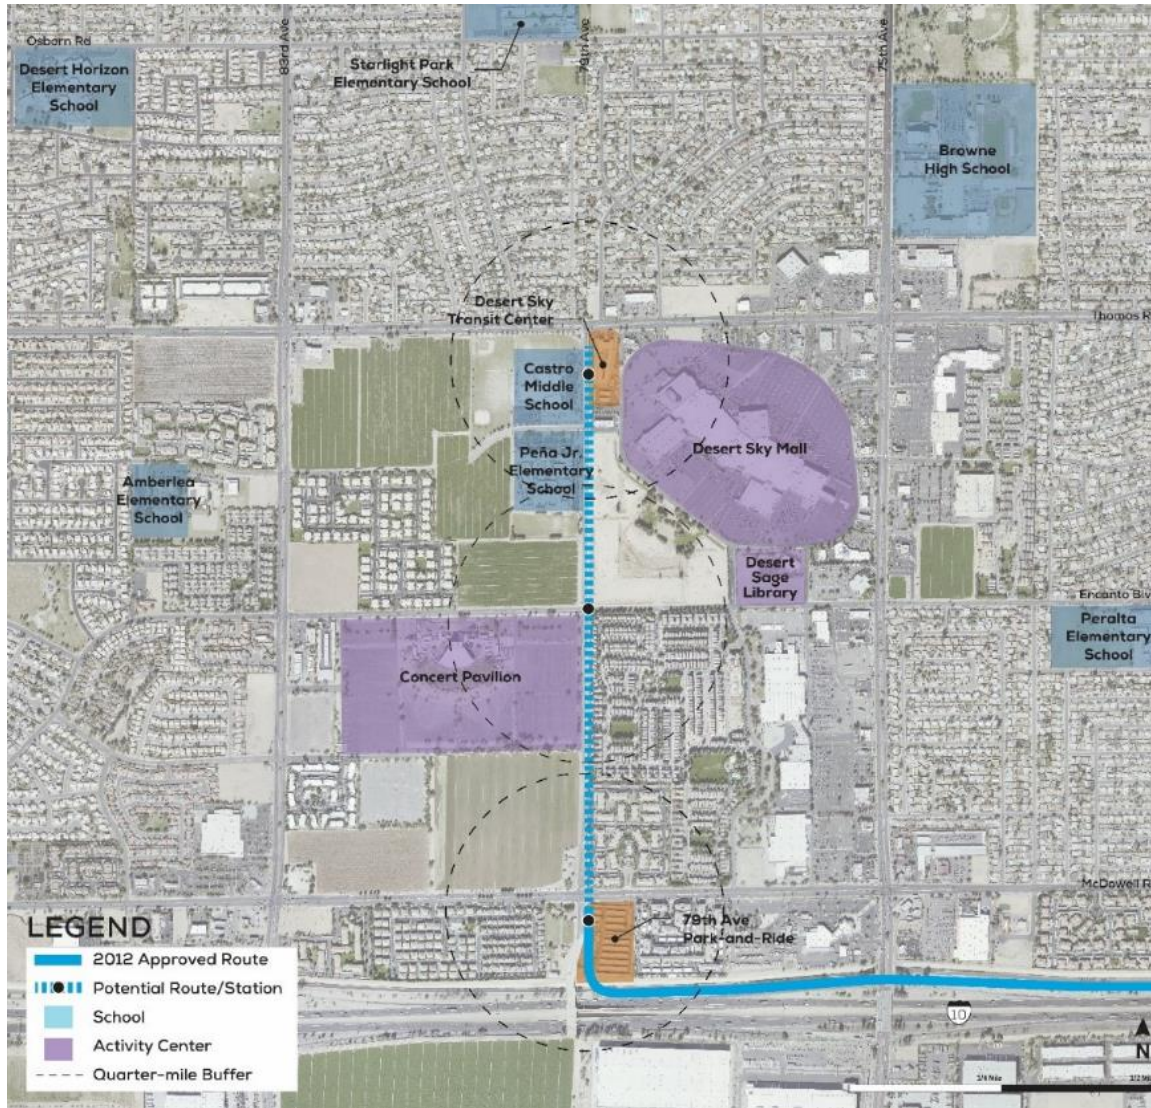 Osborn Rd
83rd Ave
79th Ave
75th Ave
Desert Horizon
Elementary
School
Starlight Park
Elementary School
Browne
High School
Desert Sky
Transit Center
Thomas R
Castro
Middle
School
Desert Sky Mall
Peña Jr.
Elementary
School
Amberlea
Elementary
School
Desert
Sage
Library
Encanto Blv
Peralta
Elementary
School
Concert Pavilion
McDowell R
79th Ave
Park-and-Ride
LEGEND
2012 Approved Route
Potential Route/Station
School
Activity Center
Quarter-mile Buffer
10
N
1/4 Mile
1/2 Mi